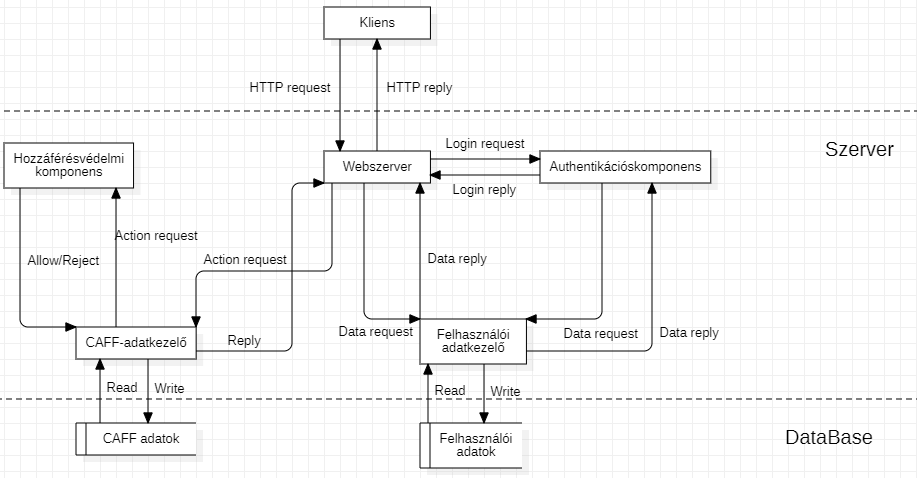 Kliens
HTTP request
HTTP reply
Szerver
Hozzáférésvédelmi
komponens
Webszerver
Login request
Login reply
Authentikációskomponens
Action request
Allow/Reject
Action request
Data reply
CAFF-adatkezelő
Reply
Data request
Felhasználói
adatkezelő
Data request
Data reply
Read
Write
Read
Write
CAFF adatok
Felhasználói
adatok
DataBase